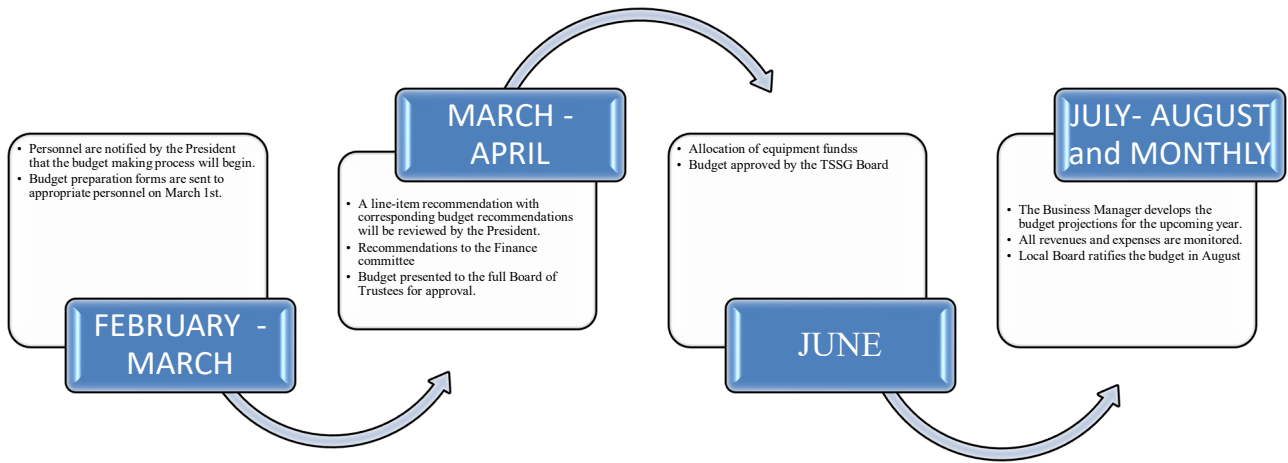 • Personnel are notified by the President
that the budget making process will begin.
• Budget preparation forms are sent to
appropriate personnel on March 1st.
FEBRUARY -
MARCH
MARCH -
APRIL
• A line-item recommendation with
corresponding budget recommendations
will be reviewed by the President.
• Recommendations to the Finance
committee
• Budget presented to the full Board of
Trustees for approval.
• Allocation of equipment fundss
• Budget approved by the TSSG Board
JUNE
JULY- AUGUST
and MONTHLY
• The Business Manager develops the
budget projections for the upcoming year.
• All revenues and expenses are monitored.
• Local Board ratifies the budget in August